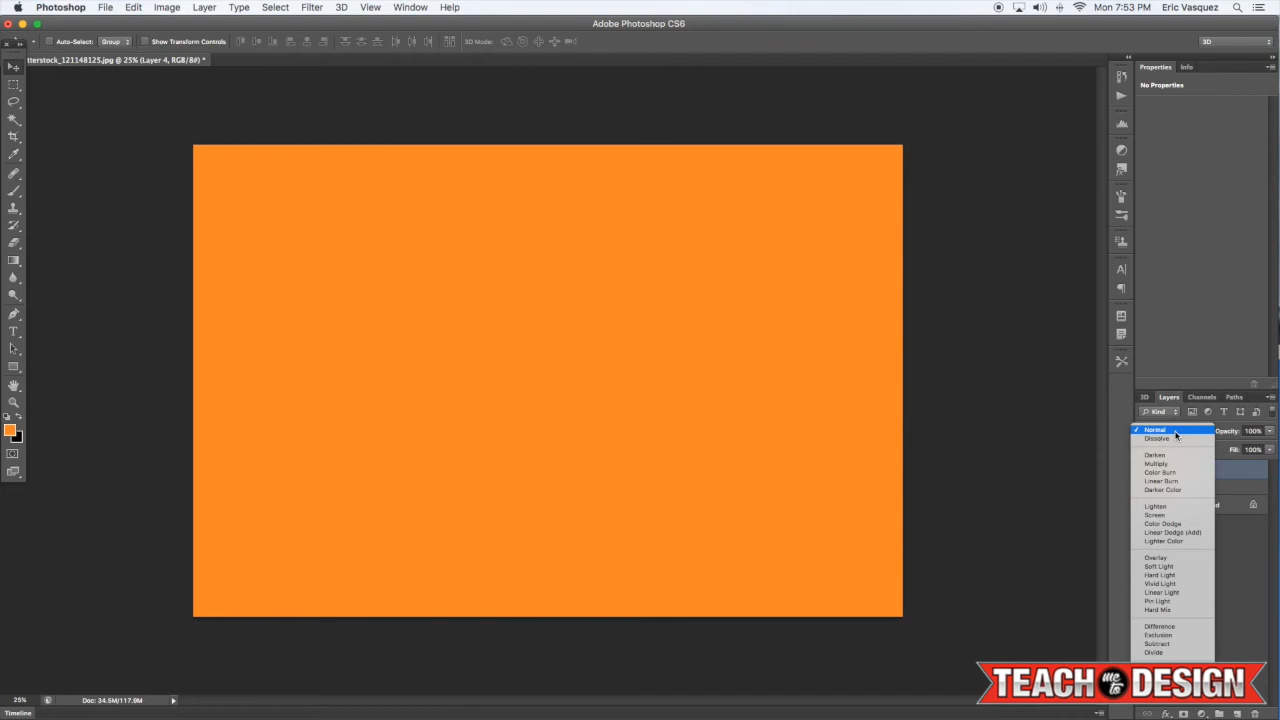 Photoshop File Edit Image Layer Type Select Filter 3D View Window Help 7:53 PM Eric Vasquez
Adobe Photoshop CS6
Auto-Select: Group Show Transform Controls 3D Mode: 3D
tterstock_121148125.jpg @ 25% (Layer 4, RGB/8#) *
Properties Info
No Properties
3D Layers Channels Paths
Kind
Normal Opacity: 100%
Dissolve
Fill: 100%
Darken
Multiply
Color Burn
Linear Burn
Darker Color
Lighten
Screen
Color Dodge
Linear Dodge (Add)
Lighter Color
Overlay
Soft Light
Hard Light
Vivid Light
Linear Light
Pin Light
Hard Mix
Difference
Exclusion
Subtract
Divide
TEACH me to DESIGN
25% Doc: 34.5M/117.9M
Timeline